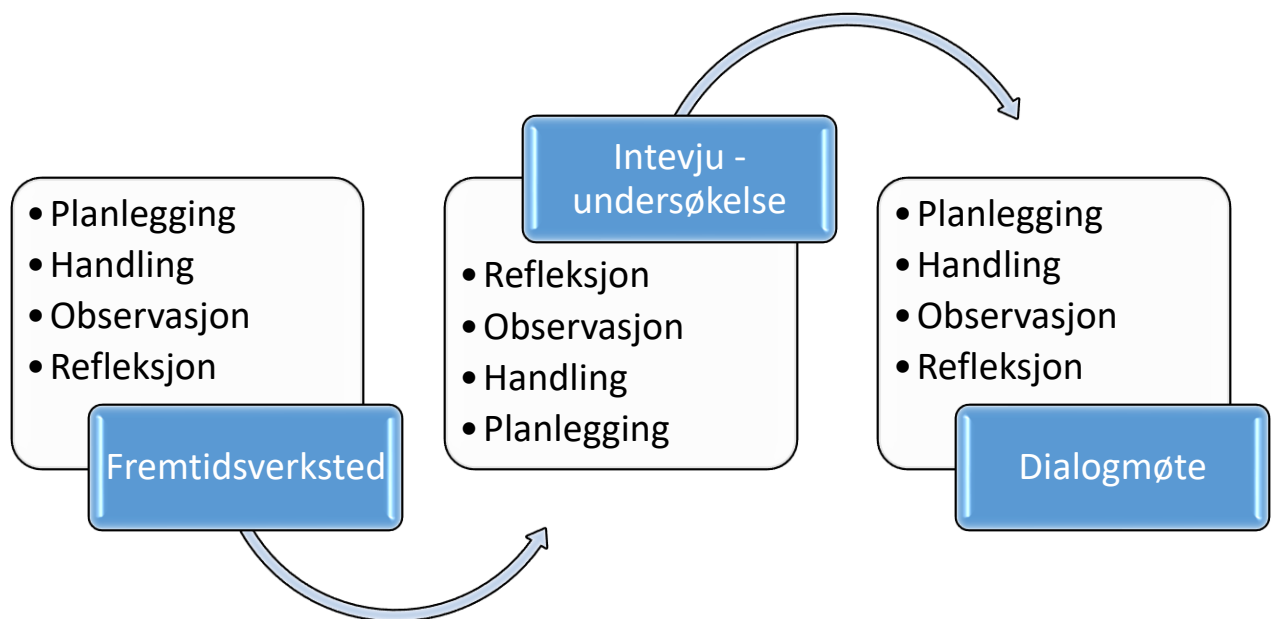 • Planlegging
• Handling
• Observasjon
• Refleksjon
Fremtidsverksted
Intevju -
undersøkelse
• Refleksjon
• Observasjon
• Handling
• Planlegging
• Planlegging
• Handling
• Observasjon
• Refleksjon
Dialogmøte